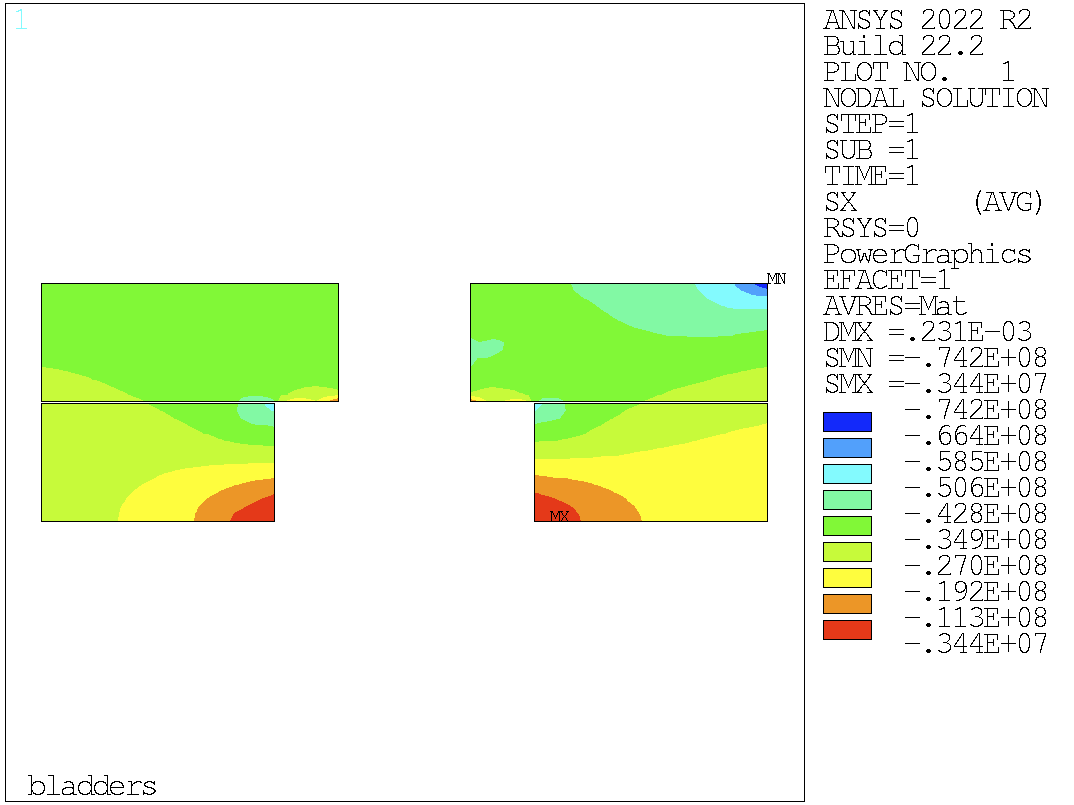 1
ANSYS 2022 R2
Build 22.2
PLOT NO.   1
NODAL SOLUTION
STEP=1
SUB =1
TIME=1
SX       (AVG)
RSYS=0
PowerGraphics
EFACET=1
AVRES=Mat
DMX =.231E-03
SMN =-.742E+08
SMX =-.344E+07
-.742E+08
-.664E+08
-.585E+08
-.506E+08
-.428E+08
-.349E+08
-.270E+08
-.192E+08
-.113E+08
-.344E+07
MN
MX
bladders